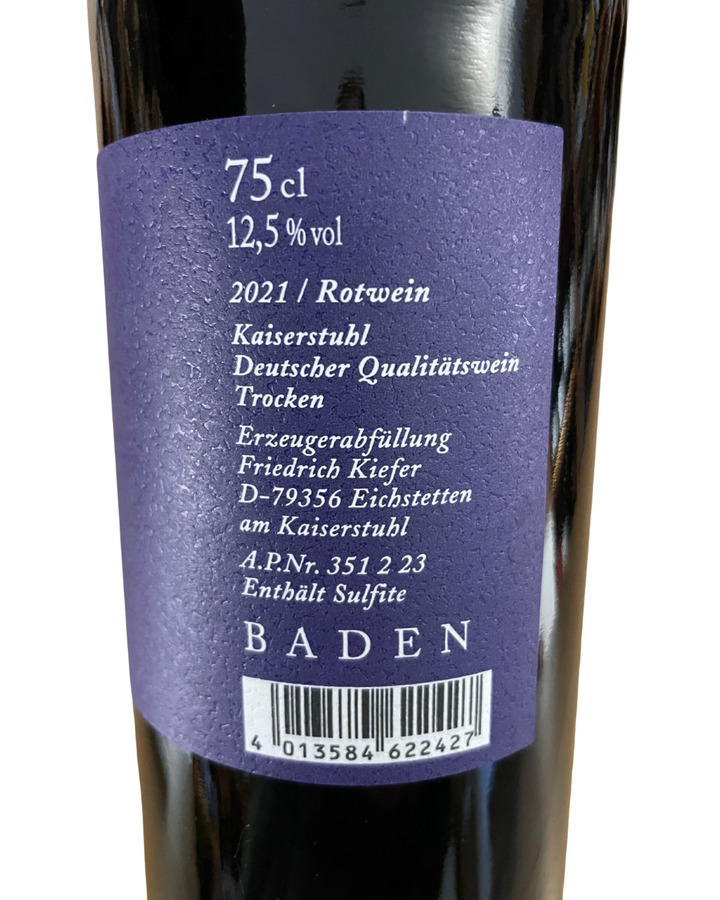 75 cl
12,5 % vol
2021 / Rotwein
Kaiserstuhl
Deutscher Qualitätswein
Trocken
Erzeugerabfüllung
Friedrich Kiefer
D-79356 Eichstetten
am Kaiserstuhl
A.P.Nr. 351 2 23
Enthält Sulfite
BADEN
4 013584 622427